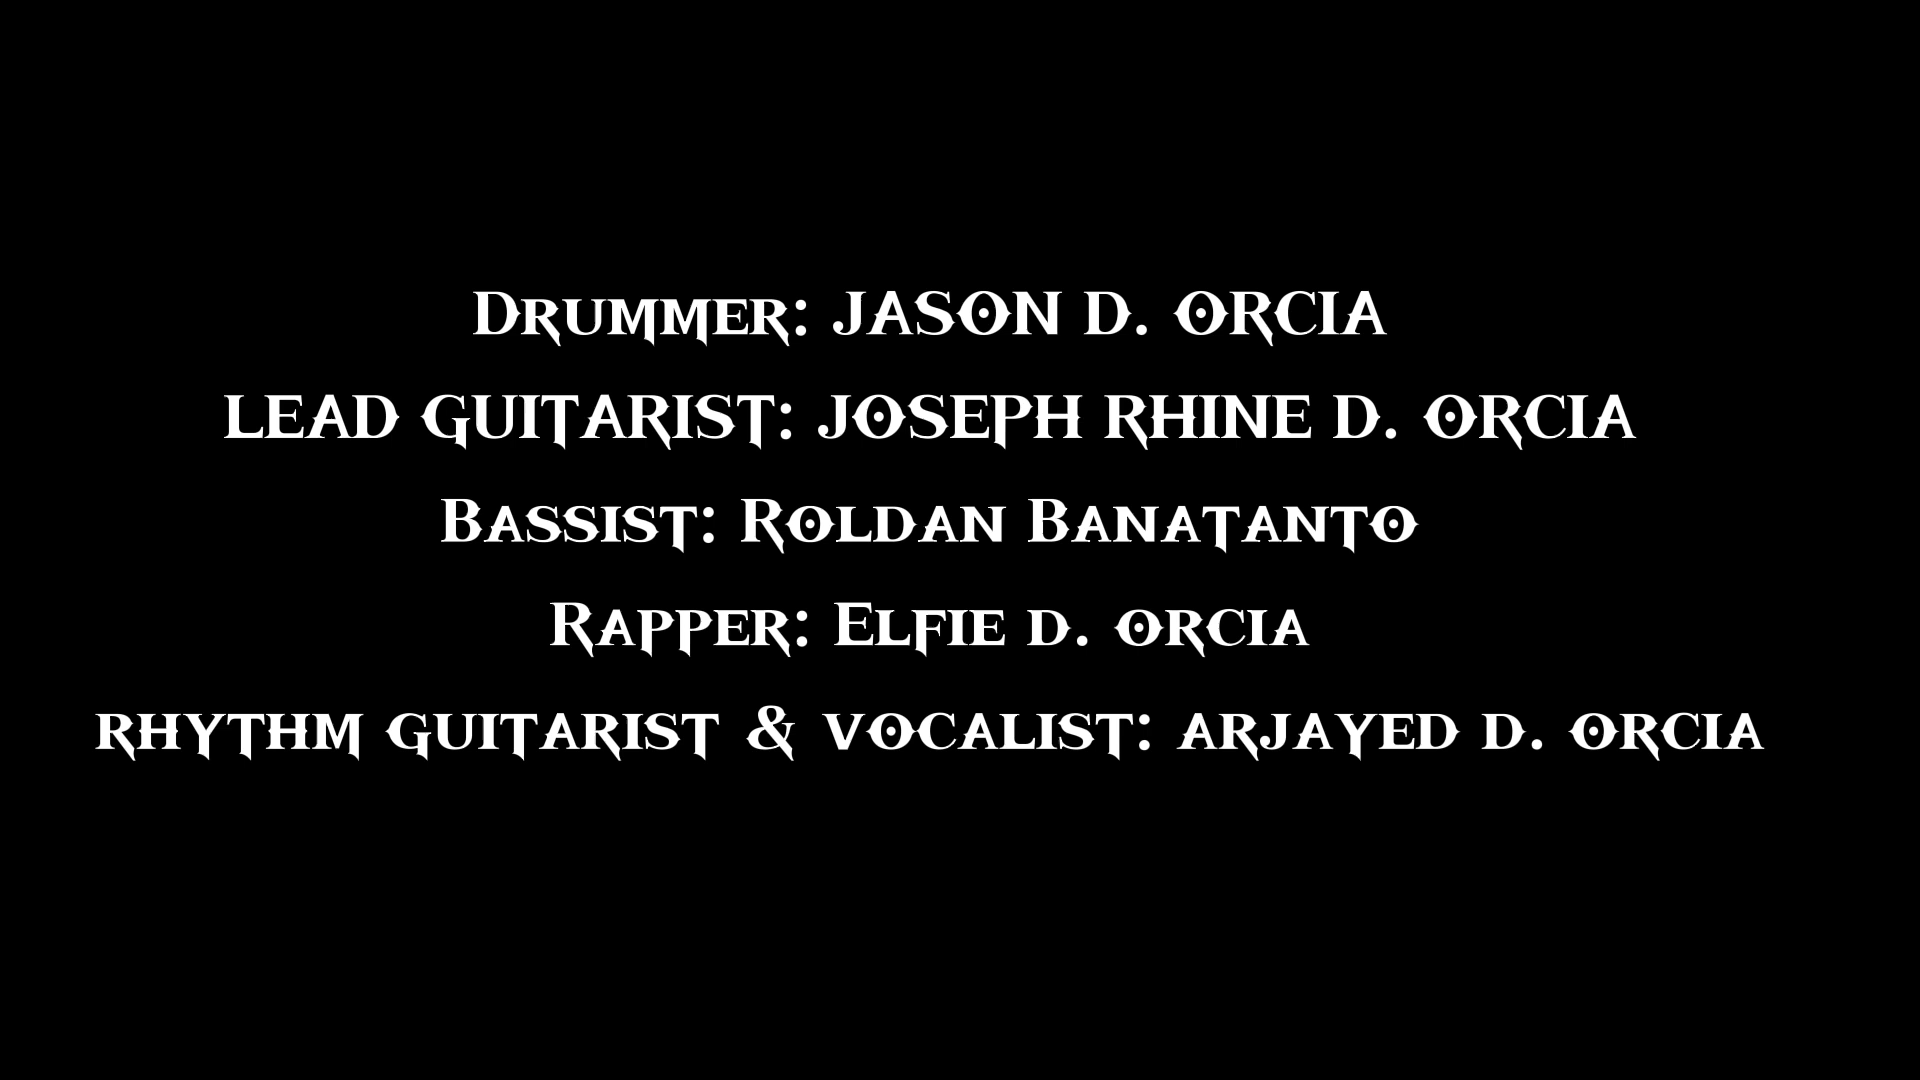 Drummer: JASON D. ORCIA
LEAD GUITARIST: JOSEPH RHINE D. ORCIA
Bassist: Roldan Banatanto
Rapper: Elfie d. orcia
rhythm guitarist & vocalist: arjayed d. orcia